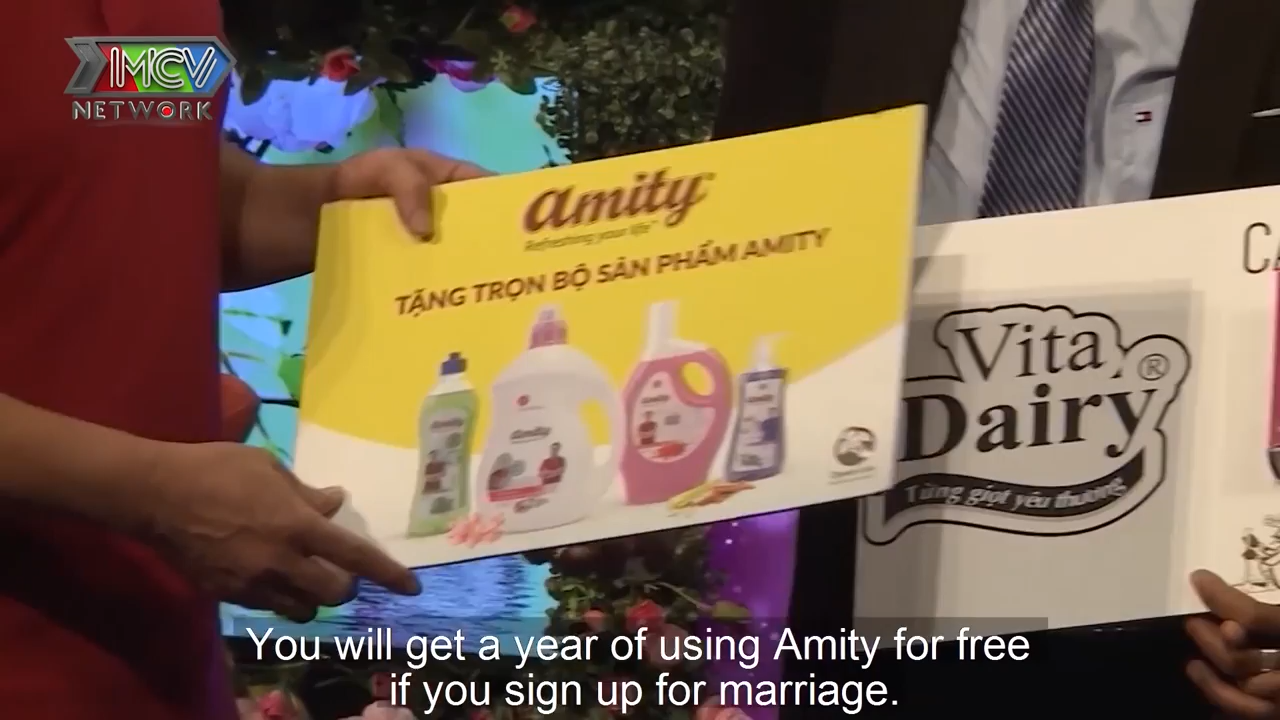 MCV
NETWORK
amity
Refreshing your life
TẶNG TRỌN BỘ SẢN PHẨM AMITY
Vita
Dairy®
Từng giọt yêu thương
You will get a year of using Amity for free
if you sign up for marriage.